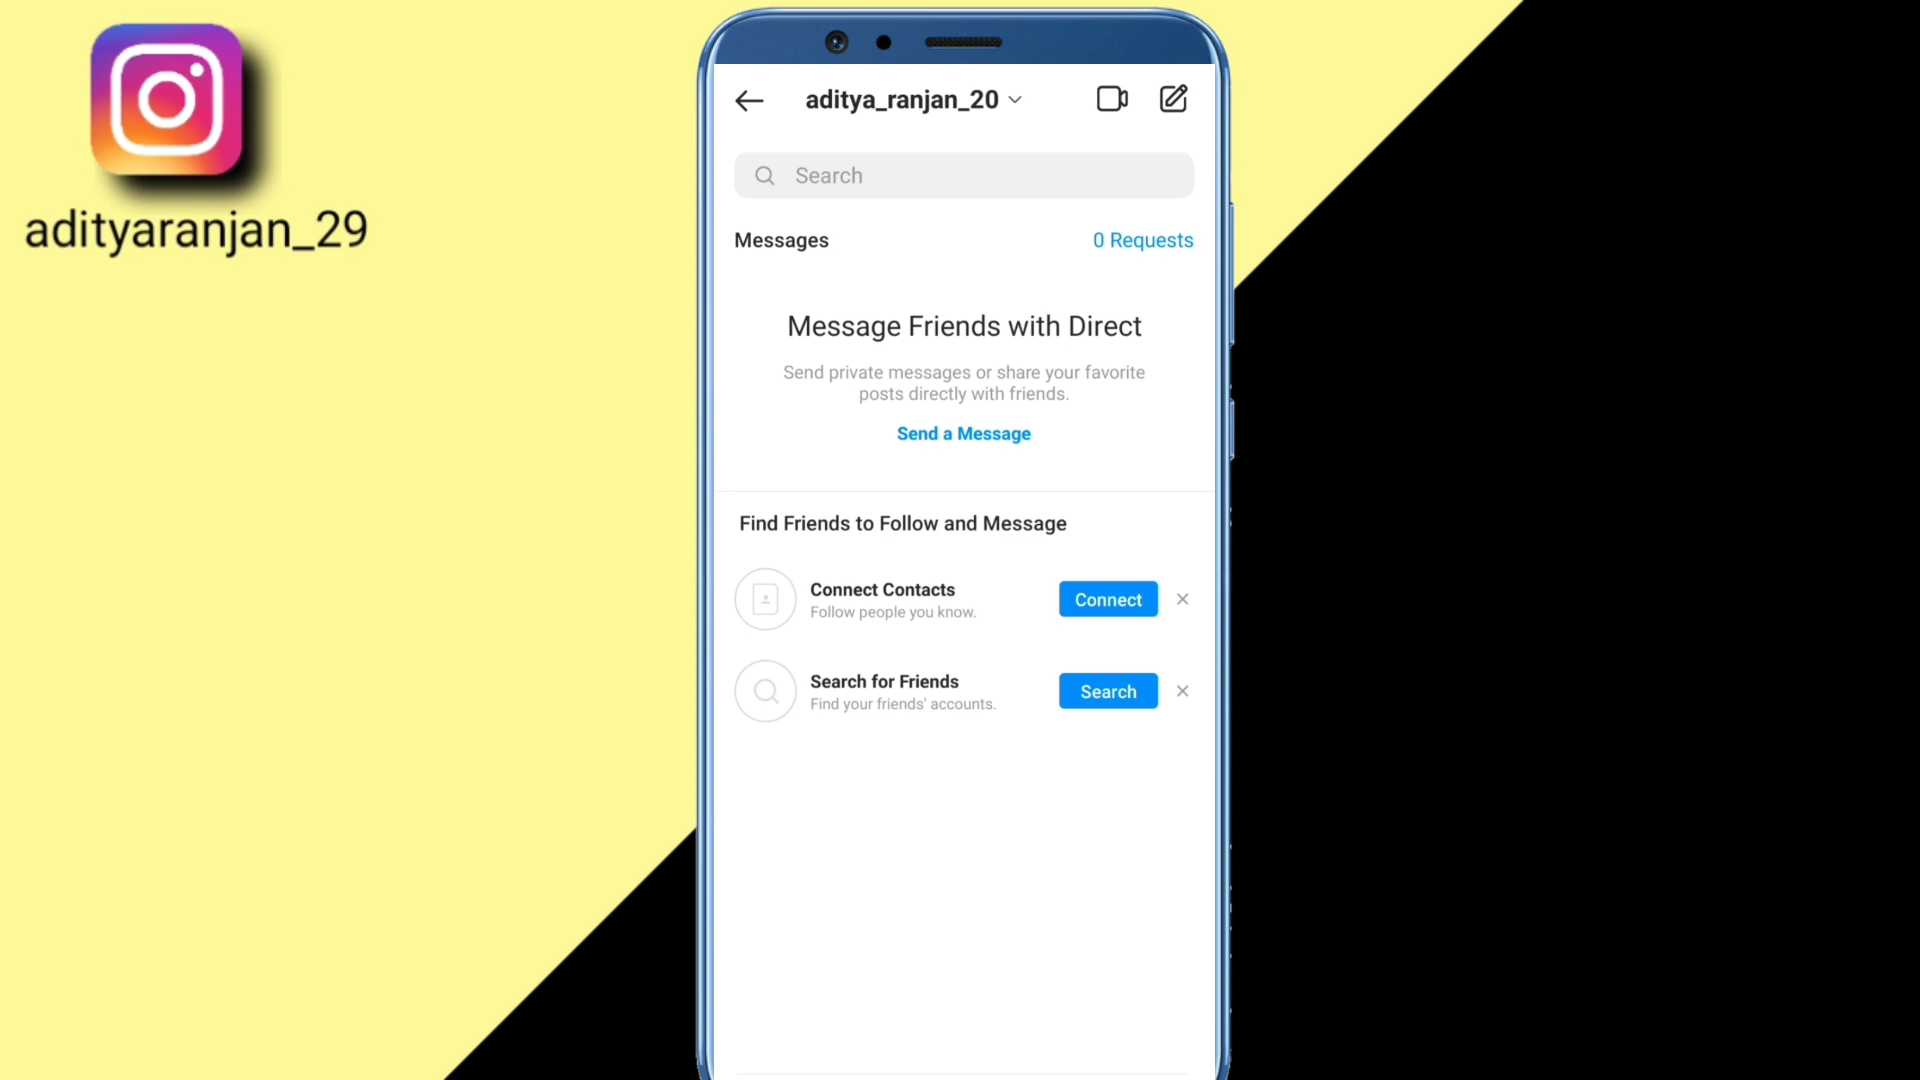 adityaranjan_29
aditya_ranjan_20
Search
Messages
0 Requests
Message Friends with Direct
Send private messages or share your favorite
posts directly with friends.
Send a Message
Find Friends to Follow and Message
Connect Contacts
Follow people you know.
Connect
Search for Friends
Find your friends' accounts.
Search